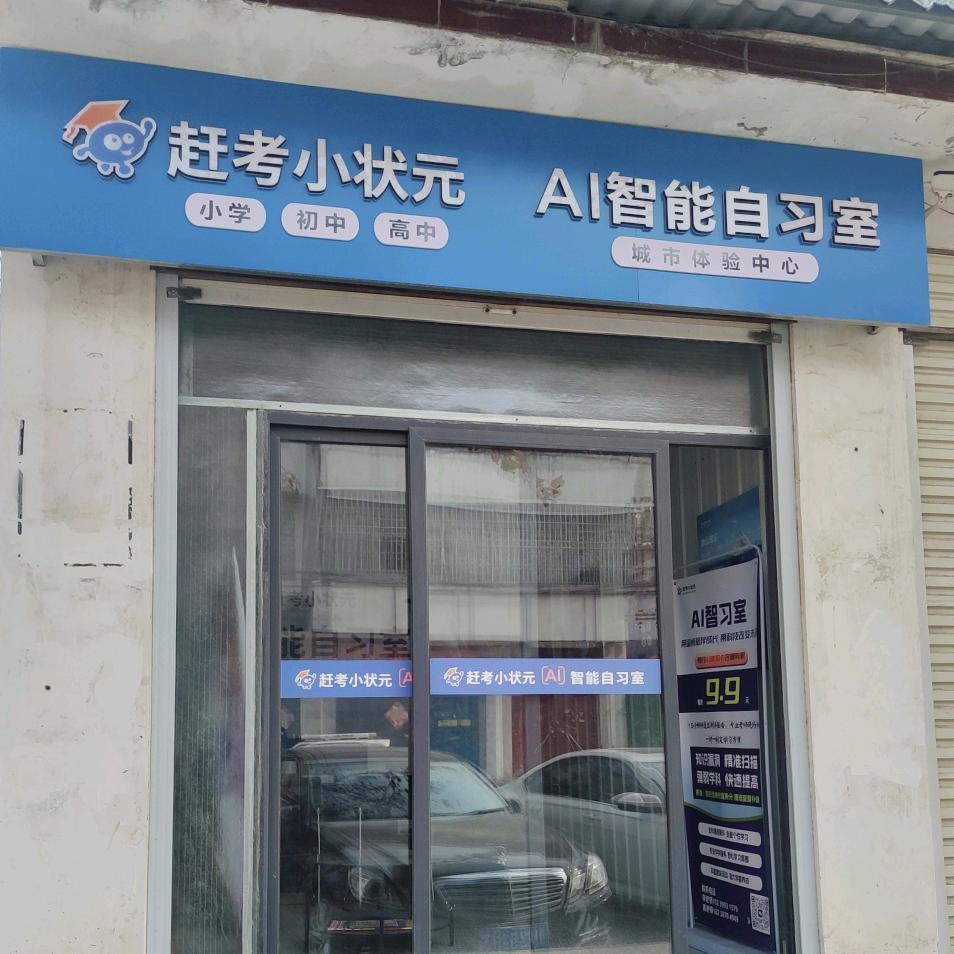 赶考小状元
小学 初中 高中
AI智能自习室
城市体验中心
赶考小状元
赶考小状元 AI 智能自习室
AI智习室
9.9 元
知识漏洞 精准扫描
薄弱学科 快速提高